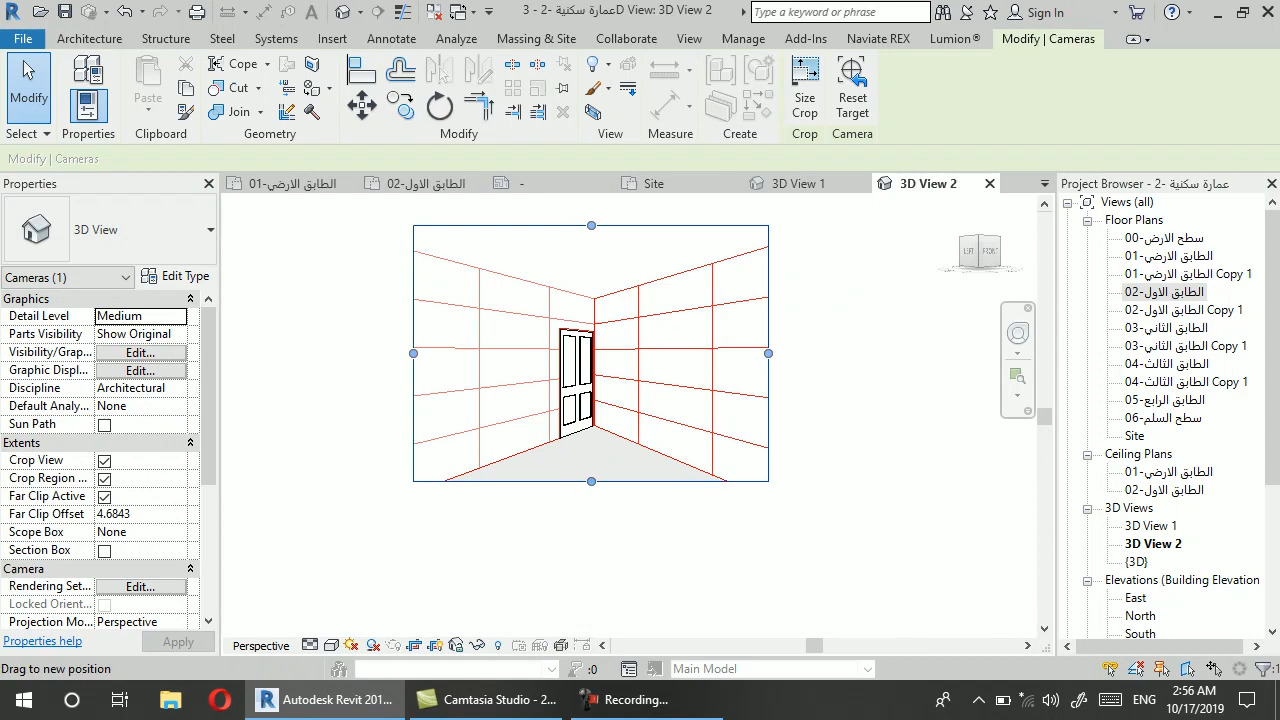 عمارة سكنية -2 - 3D View: 3D View 2
Type a keyword or phrase
Sign In
File Architecture Structure Steel Systems Insert Annotate Analyze Massing & Site Collaborate View Manage Add-Ins Naviate REX Lumion® Modify | Cameras
Modify
Paste
Cope
Cut
Join
Size Crop
Reset Target
Select Properties Clipboard Geometry Modify View Measure Create Crop Camera
Modify | Cameras
Properties
الطابق الارضي-01
الطابق الاول-02
-
Site
3D View 1
3D View 2
Project Browser - عمارة سكنية -2
3D View
Cameras (1)
Edit Type
Graphics
Detail Level Medium
Parts Visibility Show Original
Visibility/Grap... Edit...
Graphic Displ... Edit...
Discipline Architectural
Default Analy... None
Sun Path
Extents
Crop View
Crop Region ...
Far Clip Active
Far Clip Offset 4.6843
Scope Box None
Section Box
Camera
Rendering Set... Edit...
Locked Orient...
Projection Mo... Perspective
Properties help
Apply
LEFT FRONT
Views (all)
Floor Plans
سطح الارض-00
الطابق الارضي-01
الطابق الارضي-01 Copy 1
الطابق الاول-02
الطابق الاول-02 Copy 1
الطابق الثاني-03
الطابق الثاني-03 Copy 1
الطابق الثالث-04
الطابق الثالث-04 Copy 1
الطابق الرابع-05
سطح السلم-06
Site
Ceiling Plans
الطابق الارضي-01
الطابق الاول-02
3D Views
3D View 1
3D View 2
{3D}
Elevations (Building Elevation
East
North
South
Perspective
Drag to new position
:0
Main Model
:0
Autodesk Revit 201...
Camtasia Studio - 2...
Recording...
ENG
2:56 AM
10/17/2019